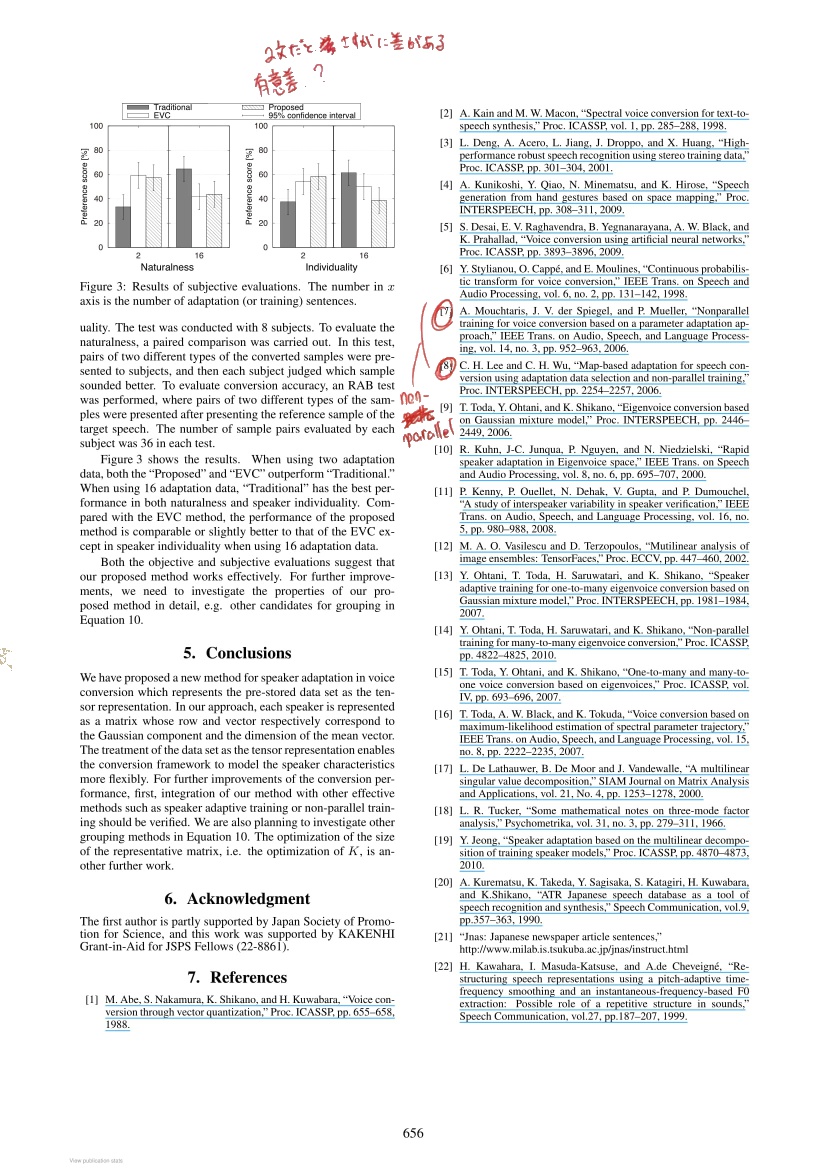 2文だとさすがに差がある
有意差?
Traditional
EVC
Proposed
95% confidence interval
Preference score [%]
100
80
60
40
20
0
2
16
Naturalness
Preference score [%]
100
80
60
40
20
0
2
16
Individuality
Figure 3: Results of subjective evaluations. The number in x
axis is the number of adaptation (or training) sentences.
uality. The test was conducted with 8 subjects. To evaluate the
naturalness, a paired comparison was carried out. In this test,
pairs of two different types of the converted samples were pre-
sented to subjects, and then each subject judged which sample
sounded better. To evaluate conversion accuracy, an RAB test
was performed, where pairs of two different types of the sam-
ples were presented after presenting the reference sample of the
target speech. The number of sample pairs evaluated by each
subject was 36 in each test.
Figure 3 shows the results. When using two adaptation
data, both the “Proposed” and “EVC” outperform “Traditional.”
When using 16 adaptation data, “Traditional” has the best per-
formance in both naturalness and speaker individuality. Com-
pared with the EVC method, the performance of the proposed
method is comparable or slightly better to that of the EVC ex-
cept in speaker individuality when using 16 adaptation data.
Both the objective and subjective evaluations suggest that
our proposed method works effectively. For further improve-
ments, we need to investigate the properties of our pro-
posed method in detail, e.g. other candidates for grouping in
Equation 10.
5. Conclusions
We have proposed a new method for speaker adaptation in voice
conversion which represents the pre-stored data set as the ten-
sor representation. In our approach, each speaker is represented
as a matrix whose row and vector respectively correspond to
the Gaussian component and the dimension of the mean vector.
The treatment of the data set as the tensor representation enables
the conversion framework to model the speaker characteristics
more flexibly. For further improvements of the conversion per-
formance, first, integration of our method with other effective
methods such as speaker adaptive training or non-parallel train-
ing should be verified. We are also planning to investigate other
grouping methods in Equation 10. The optimization of the size
of the representative matrix, i.e. the optimization of K, is an-
other further work.
6. Acknowledgment
The first author is partly supported by Japan Society of Promo-
tion for Science, and this work was supported by KAKENHI
Grant-in-Aid for JSPS Fellows (22-8861).
7. References
[1] M. Abe, S. Nakamura, K. Shikano, and H. Kuwabara, “Voice con-
version through vector quantization,” Proc. ICASSP, pp. 655–658,
1988.
[2] A. Kain and M. W. Macon, “Spectral voice conversion for text-to-
speech synthesis,” Proc. ICASSP, vol. 1, pp. 285–288, 1998.
[3] L. Deng, A. Acero, L. Jiang, J. Droppo, and X. Huang, “High-
performance robust speech recognition using stereo training data,”
Proc. ICASSP, pp. 301–304, 2001.
[4] A. Kunikoshi, Y. Qiao, N. Minematsu, and K. Hirose, “Speech
generation from hand gestures based on space mapping,” Proc.
INTERSPEECH, pp. 308–311, 2009.
[5] S. Desai, E. V. Raghavendra, B. Yegnanarayana, A. W. Black, and
K. Prahallad, “Voice conversion using artificial neural networks,”
Proc. ICASSP, pp. 3893–3896, 2009.
[6] Y. Stylianou, O. Cappé, and E. Moulines, “Continuous probabilis-
tic transform for voice conversion,” IEEE Trans. on Speech and
Audio Processing, vol. 6, no. 2, pp. 131–142, 1998.
[7] A. Mouchtaris, J. V. der Spiegel, and P. Mueller, “Nonparallel
training for voice conversion based on a parameter adaptation ap-
proach,” IEEE Trans. on Audio, Speech, and Language Process-
ing, vol. 14, no. 3, pp. 952–963, 2006.
[8] C. H. Lee and C. H. Wu, “Map-based adaptation for speech con-
version using adaptation data selection and non-parallel training,”
Proc. INTERSPEECH, pp. 2254–2257, 2006.
non-
parallel
[9] T. Toda, Y. Ohtani, and K. Shikano, “Eigenvoice conversion based
on Gaussian mixture model,” Proc. INTERSPEECH, pp. 2446–
2449, 2006.
[10] R. Kuhn, J-C. Junqua, P. Nguyen, and N. Niedzielski, “Rapid
speaker adaptation in Eigenvoice space,” IEEE Trans. on Speech
and Audio Processing, vol. 8, no. 6, pp. 695–707, 2000.
[11] P. Kenny, P. Ouellet, N. Dehak, V. Gupta, and P. Dumouchel,
“A study of interspeaker variability in speaker verification,” IEEE
Trans. on Audio, Speech, and Language Processing, vol. 16, no.
5, pp. 980–988, 2008.
[12] M. A. O. Vasilescu and D. Terzopoulos, “Mutilinear analysis of
image ensembles: TensorFaces,” Proc. ECCV, pp. 447–460, 2002.
[13] Y. Ohtani, T. Toda, H. Saruwatari, and K. Shikano, “Speaker
adaptive training for one-to-many eigenvoice conversion based on
Gaussian mixture model,” Proc. INTERSPEECH, pp. 1981–1984,
2007.
[14] Y. Ohtani, T. Toda, H. Saruwatari, and K. Shikano, “Non-parallel
training for many-to-many eigenvoice conversion,” Proc. ICASSP,
pp. 4822–4825, 2010.
[15] T. Toda, Y. Ohtani, and K. Shikano, “One-to-many and many-to-
one voice conversion based on eigenvoices,” Proc. ICASSP, vol.
IV, pp. 693–696, 2007.
[16] T. Toda, A. W. Black, and K. Tokuda, “Voice conversion based on
maximum-likelihood estimation of spectral parameter trajectory,”
IEEE Trans. on Audio, Speech, and Language Processing, vol. 15,
no. 8, pp. 2222–2235, 2007.
[17] L. De Lathauwer, B. De Moor and J. Vandewalle, “A multilinear
singular value decomposition,” SIAM Journal on Matrix Analysis
and Applications, vol. 21, No. 4, pp. 1253–1278, 2000.
[18] L. R. Tucker, “Some mathematical notes on three-mode factor
analysis,” Psychometrika, vol. 31, no. 3, pp. 279–311, 1966.
[19] Y. Jeong, “Speaker adaptation based on the multilinear decompo-
sition of training speaker models,” Proc. ICASSP, pp. 4870–4873,
2010.
[20] A. Kurematsu, K. Takeda, Y. Sagisaka, S. Katagiri, H. Kuwabara,
and K.Shikano, “ATR Japanese speech database as a tool of
speech recognition and synthesis,” Speech Communication, vol.9,
pp.357–363, 1990.
[21] “Jnas: Japanese newspaper article sentences,”
http://www.milab.is.tsukuba.ac.jp/jnas/instruct.html
[22] H. Kawahara, I. Masuda-Katsuse, and A.de Cheveigné, “Re-
structuring speech representations using a pitch-adaptive time-
frequency smoothing and an instantaneous-frequency-based F0
extraction: Possible role of a repetitive structure in sounds,”
Speech Communication, vol.27, pp.187–207, 1999.
656
View publication stats